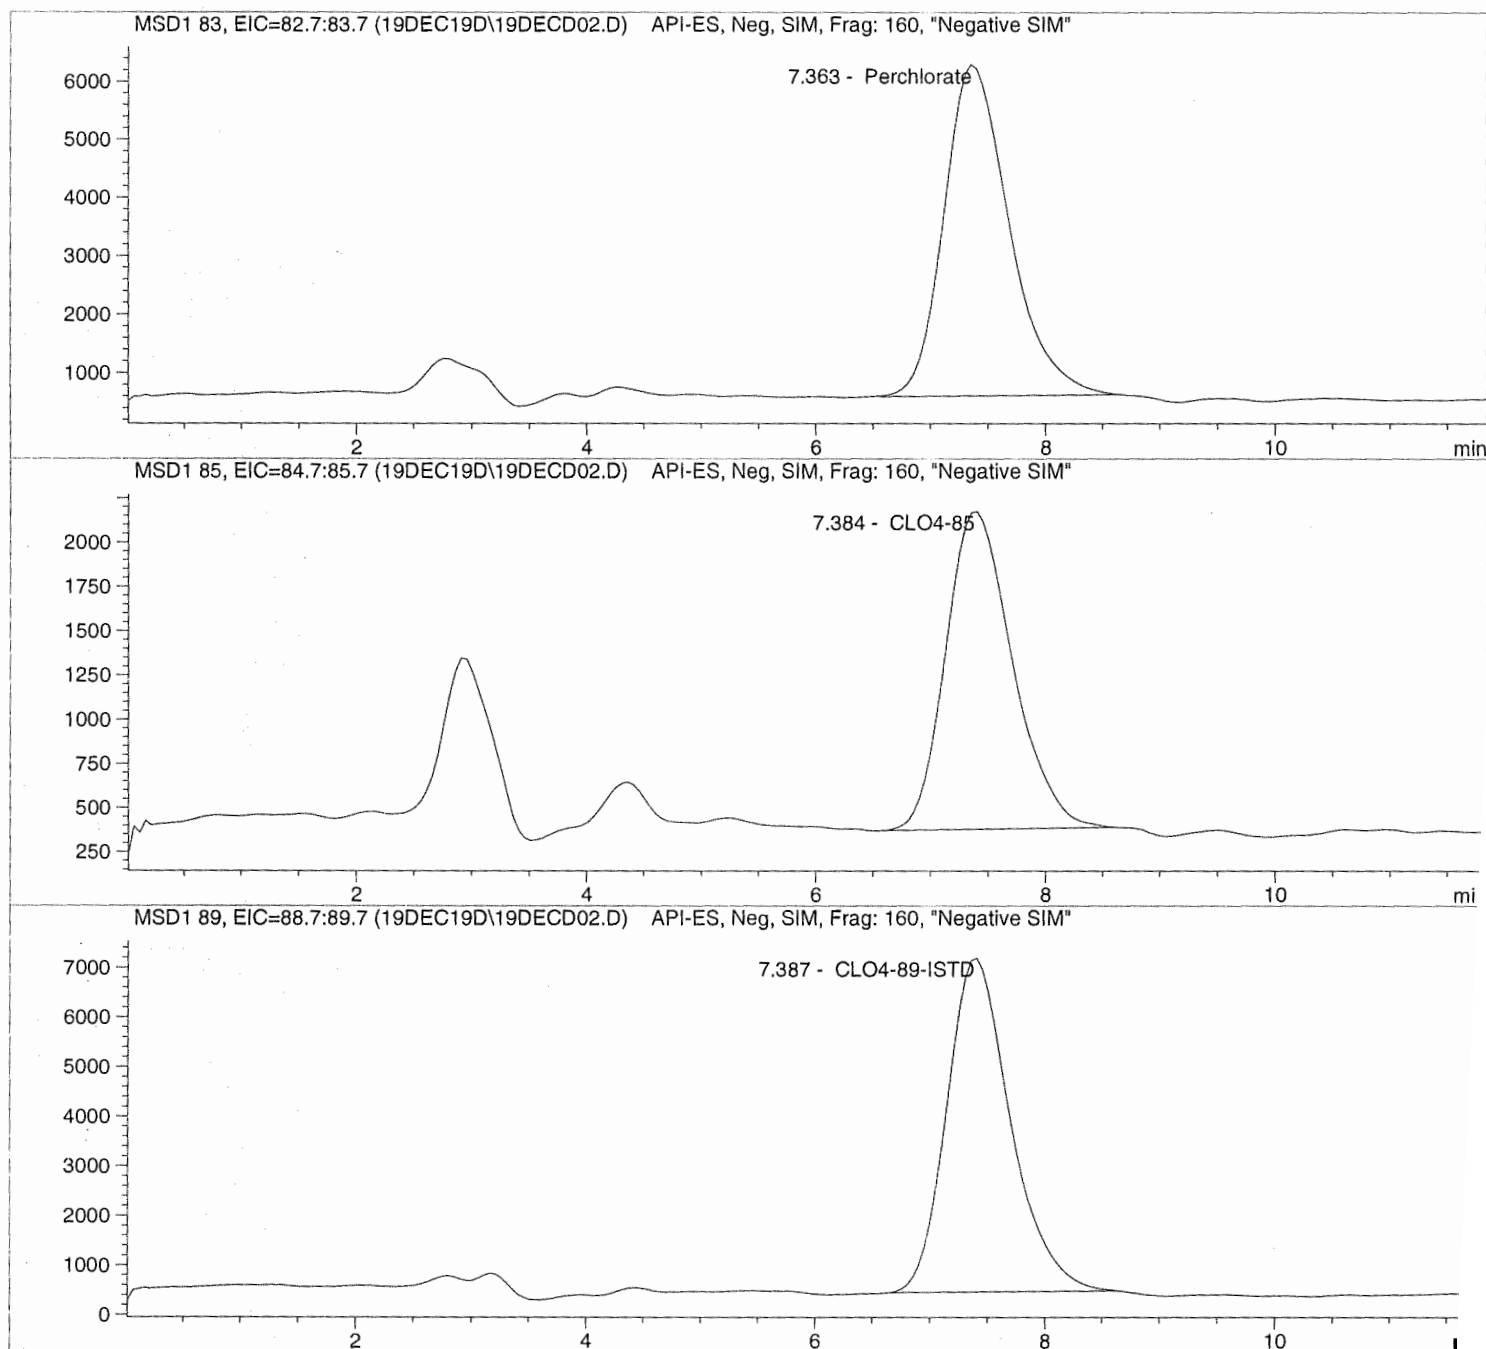 MSD1 83, EIC=82.7:83.7 (19DEC19D\19DECD02.D) API-ES, Neg, SIM, Frag: 160, "Negative SIM"
7.363 - Perchlorate
6000
5000
4000
3000
2000
1000
2 4 6 8 10 min
MSD1 85, EIC=84.7:85.7 (19DEC19D\19DECD02.D) API-ES, Neg, SIM, Frag: 160, "Negative SIM"
7.384 - CLO4-85
2000
1750
1500
1250
1000
750
500
250
2 4 6 8 10 mi
MSD1 89, EIC=88.7:89.7 (19DEC19D\19DECD02.D) API-ES, Neg, SIM, Frag: 160, "Negative SIM"
7.387 - CLO4-89-ISTD
7000
6000
5000
4000
3000
2000
1000
0
2 4 6 8 10